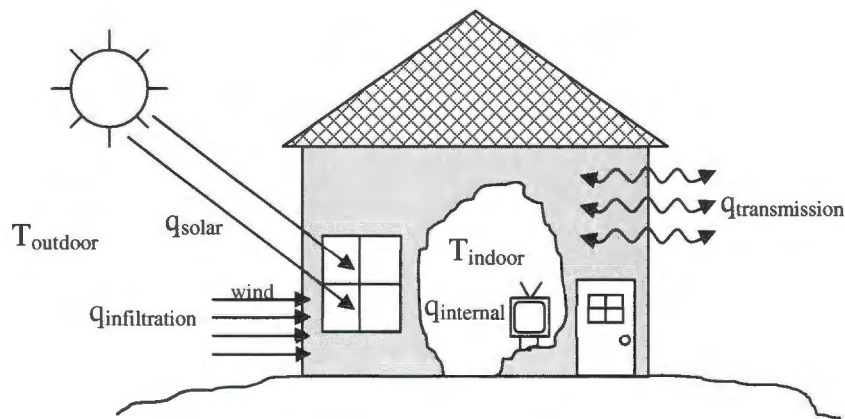 q_solar
T_outdoor
wind
q_infiltration
T_indoor
q_internal
q_transmission